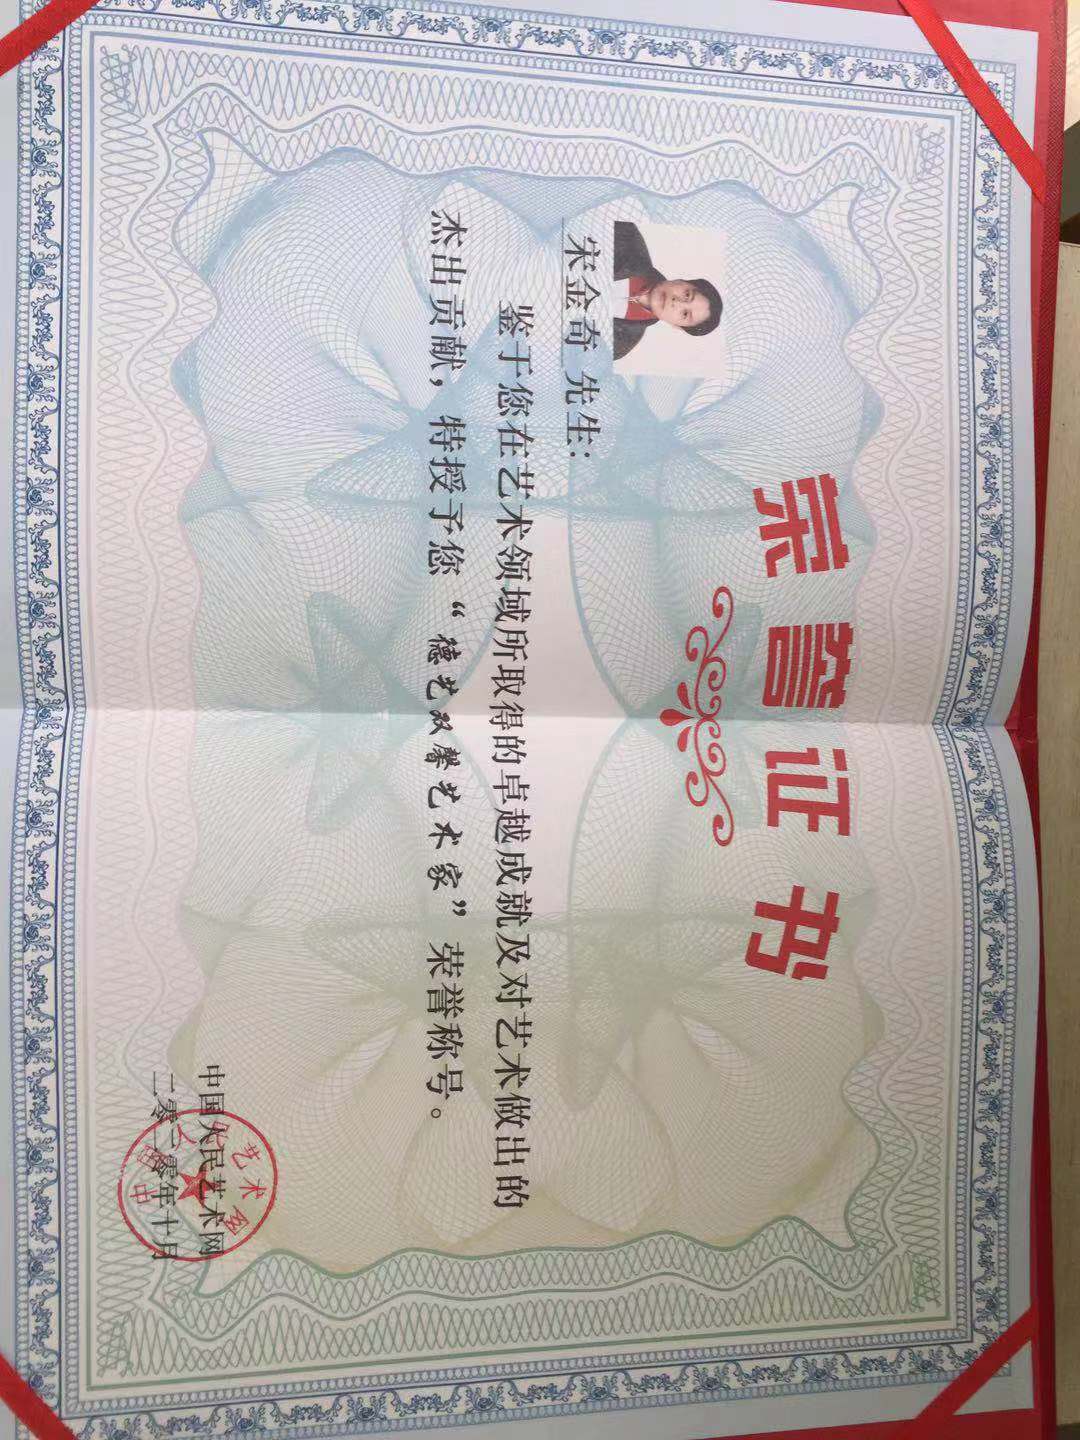 荣誉证书
宋金奇 先生：
鉴于您在艺术领域所取得的卓越成就及对艺术做出的
杰出贡献，特授予您“德艺双馨艺术家”荣誉称号。
中国人民艺术网
二零一零年十月